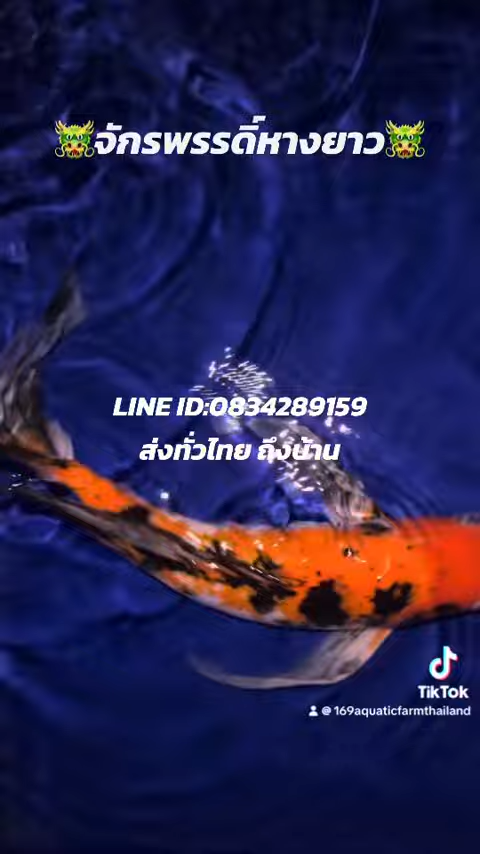 🐲จักรพรรดิ์หางยาว🐲
LINE ID:0834289159
ส่งทั่วไทย ถึงบ้าน
TikTok
@169aquaticfarmthailand